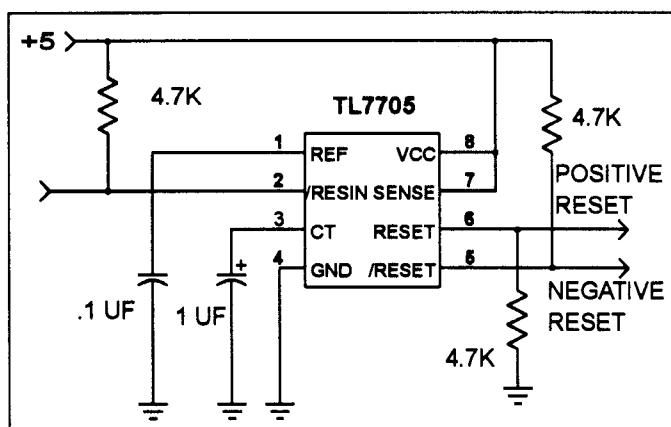 +5
4.7K
TL7705
4.7K
1 REF VCC 8
2 /RESIN SENSE 7
3 CT RESET 6
4 GND /RESET 5
POSITIVE
RESET
NEGATIVE
RESET
.1 UF
+
1 UF
4.7K